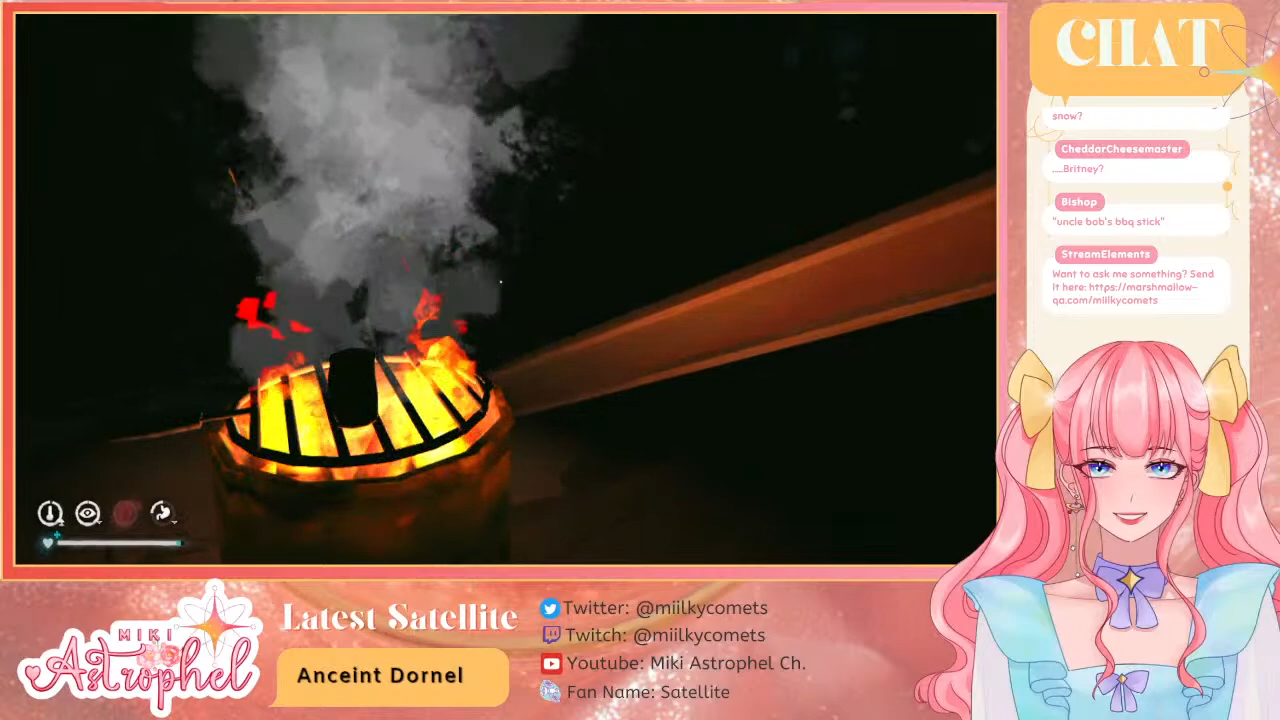 CHAT
snow?
CheddarCheesemaster
.....Britney?
Bishop
"uncle bob's bbq stick"
StreamElements
Want to ask me something? Send
it here: https://marshmallow-
qa.com/miilkycomets
MIKI
Astrophel
Latest Satellite
Anceint Dornel
Twitter: @miilkycomets
Twitch: @miilkycomets
Youtube: Miki Astrophel Ch.
Fan Name: Satellite